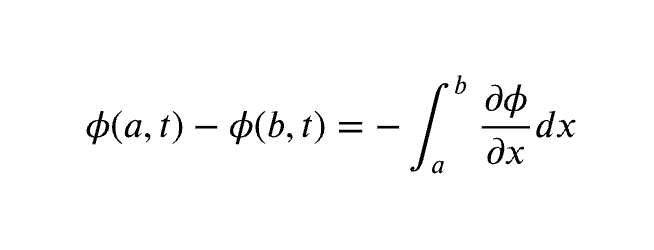 ϕ(a, t) − ϕ(b, t) = − ∫_a^b ∂ϕ/∂x dx